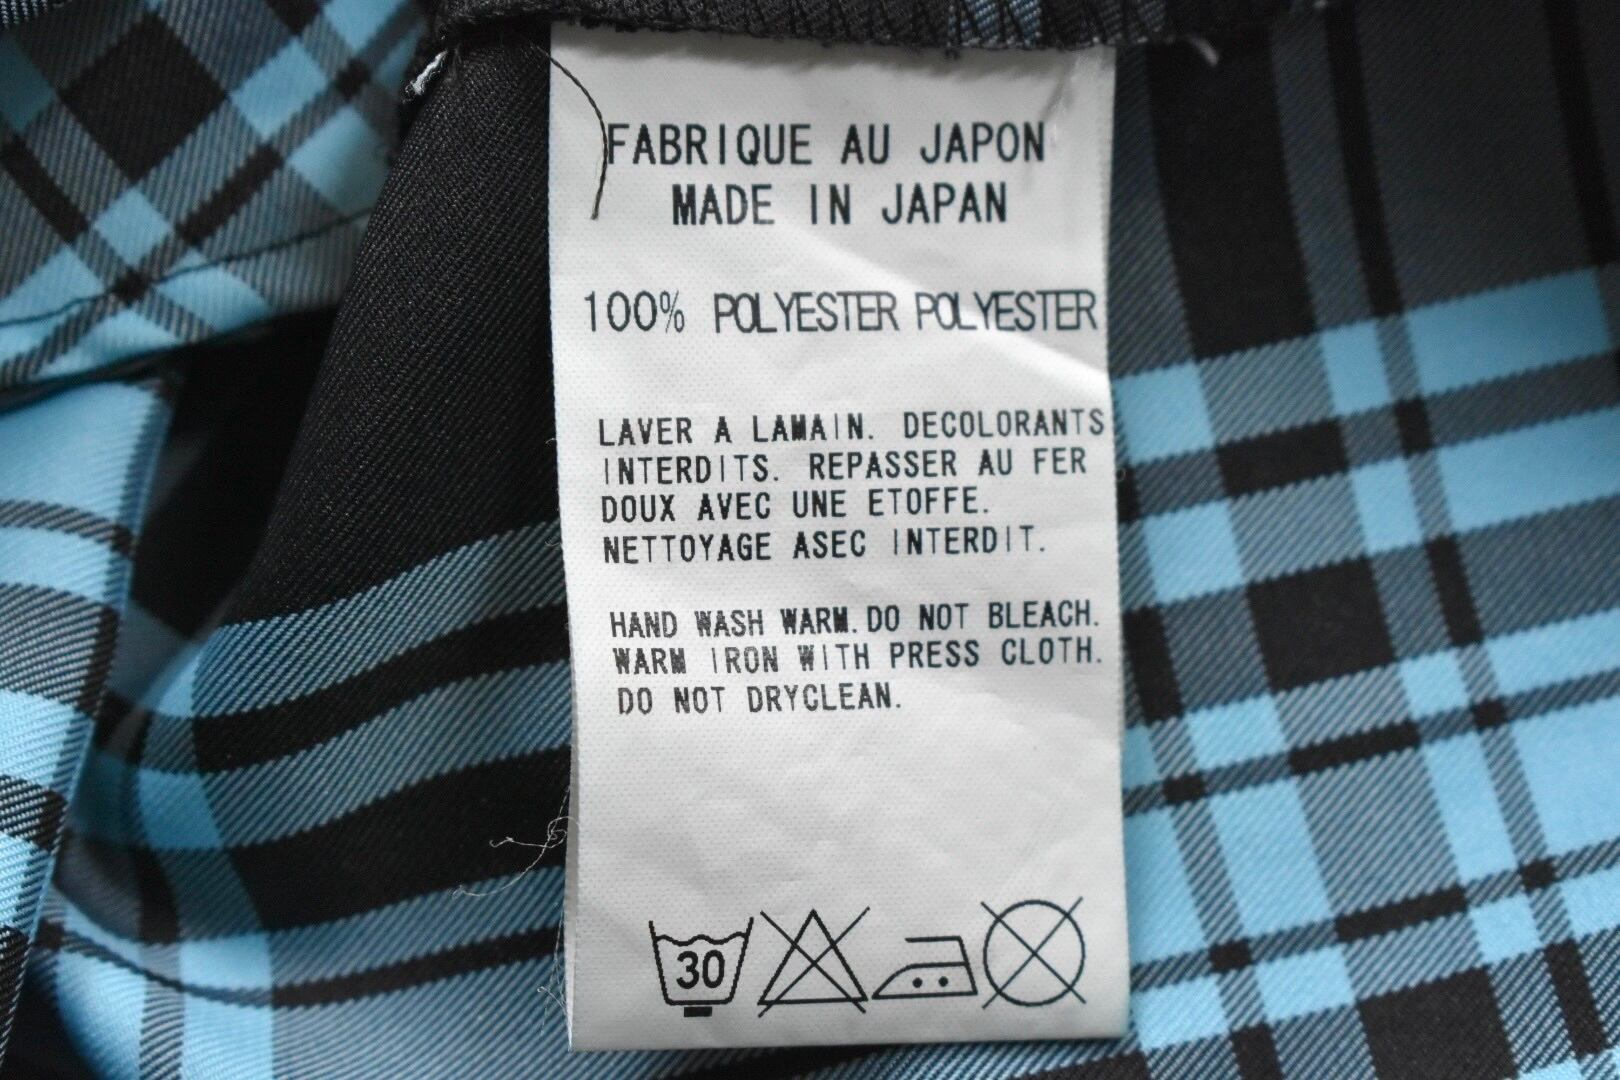 FABRIQUE AU JAPON
MADE IN JAPAN
100% POLYESTER POLYESTER
LAVER A LAMAIN. DECOLORANTS
INTERDITS. REPASSER AU FER
DOUX AVEC UNE ETOFFE.
NETTOYAGE ASEC INTERDIT.
HAND WASH WARM. DO NOT BLEACH.
WARM IRON WITH PRESS CLOTH.
DO NOT DRYCLEAN.
30